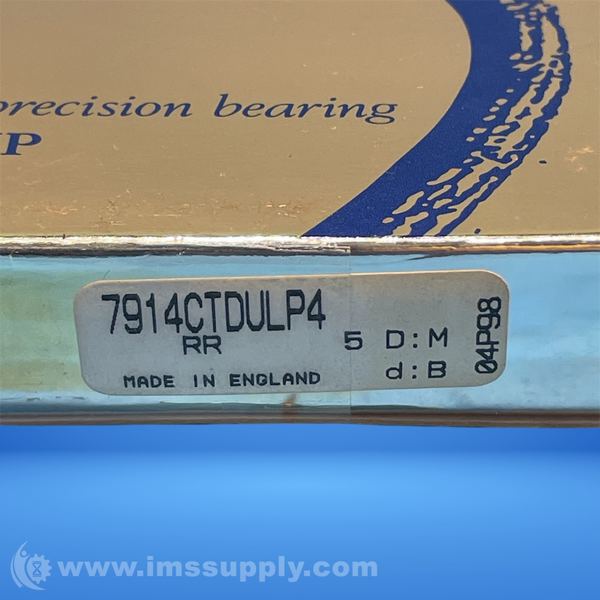 precision bearing
7914CTDULP4
RR
5 D:M
d:B
MADE IN ENGLAND
04P98
www.imssupply.com